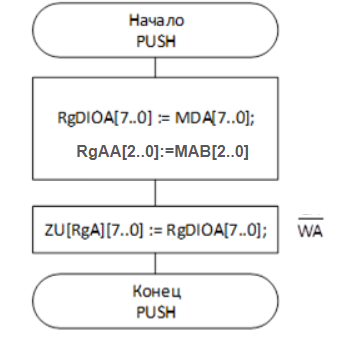 Начало
PUSH
RgDIOA[7..0] := MDA[7..0];
RgAA[2..0]:=MAB[2..0]
ZU[RgA][7..0] := RgDIOA[7..0];
WA
Конец
PUSH